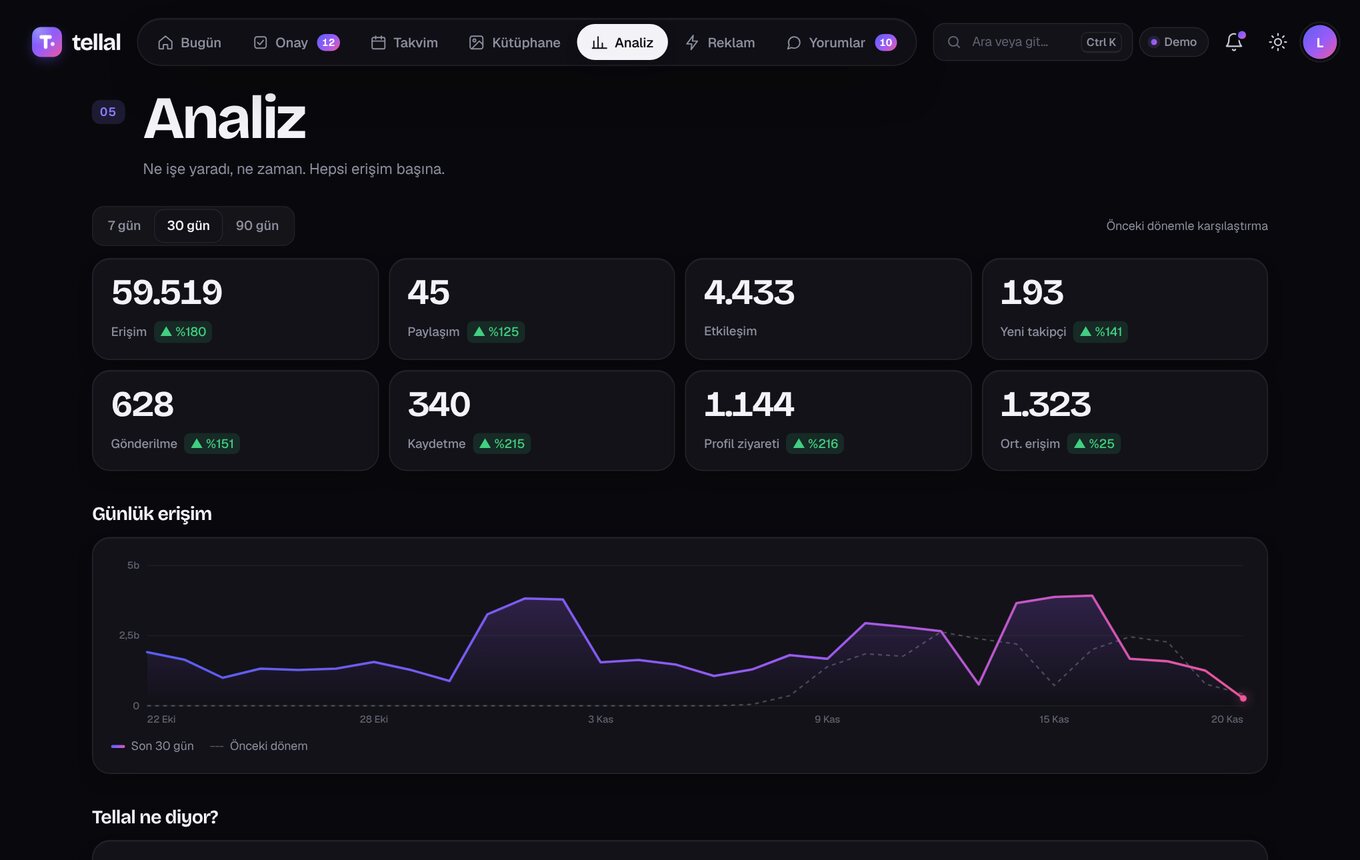 T. tellal Bugün Onay 12 Takvim Kütüphane Analiz Reklam Yorumlar 10 Ara veya git... Ctrl K Demo L
05 Analiz
Ne işe yaradı, ne zaman. Hepsi erişim başına.
7 gün 30 gün 90 gün Önceki dönemle karşılaştırma
59.519 45 4.433 193
Erişim ▲ %180 Paylaşım ▲ %125 Etkileşim Yeni takipçi ▲ %141
628 340 1.144 1.323
Gönderilme ▲ %151 Kaydetme ▲ %215 Profil ziyareti ▲ %216 Ort. erişim ▲ %25
Günlük erişim
5b
2,5b
0
22 Eki 28 Eki 3 Kas 9 Kas 15 Kas 20 Kas
Son 30 gün Önceki dönem
Tellal ne diyor?